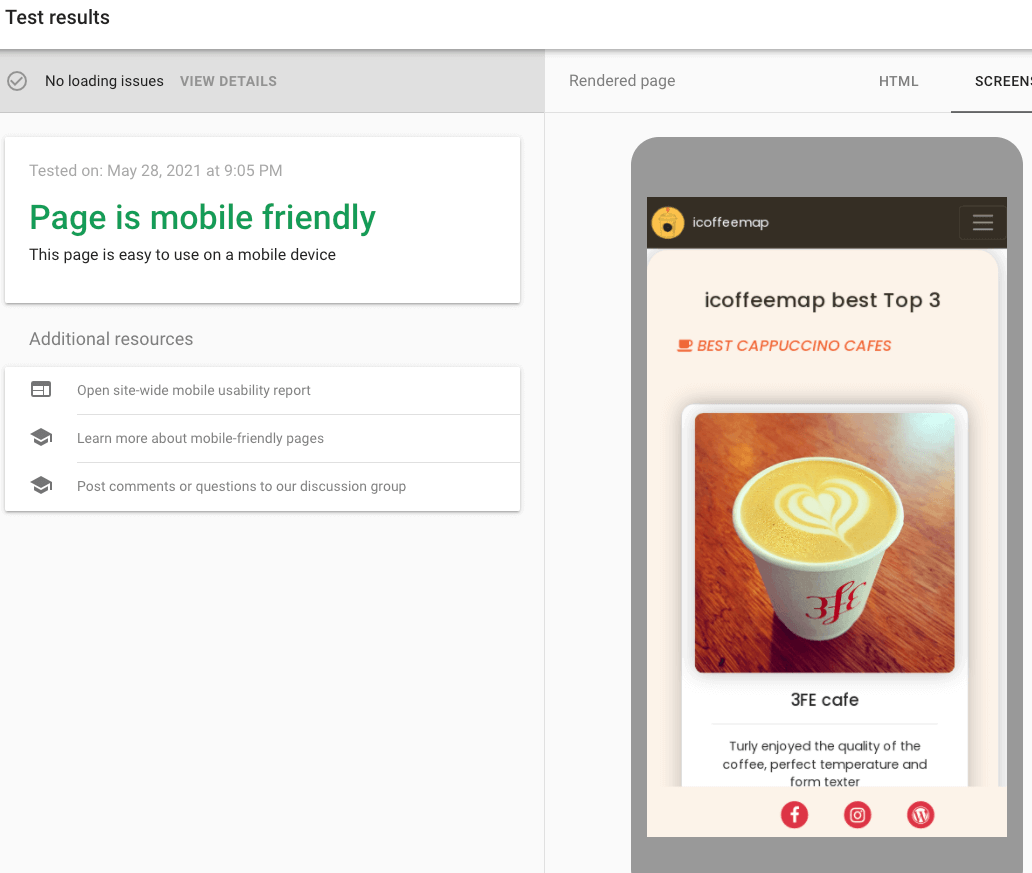 Test results
No loading issues VIEW DETAILS
Rendered page HTML SCREENS
Tested on: May 28, 2021 at 9:05 PM
Page is mobile friendly
This page is easy to use on a mobile device
Additional resources
Open site-wide mobile usability report
Learn more about mobile-friendly pages
Post comments or questions to our discussion group
icoffeemap
icoffeemap best Top 3
BEST CAPPUCCINO CAFES
3FE
3FE cafe
Turly enjoyed the quality of the
coffee, perfect temperature and
form texter